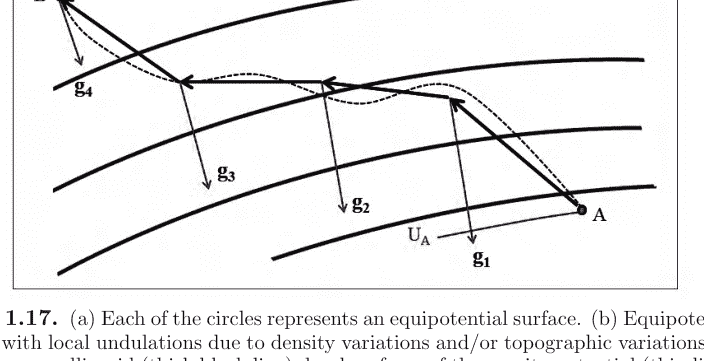 g4
g3
g2
A
UA
g1
1.17. (a) Each of the circles represents an equipotential surface. (b) Equipote
with local undulations due to density variations and/or topographic variations